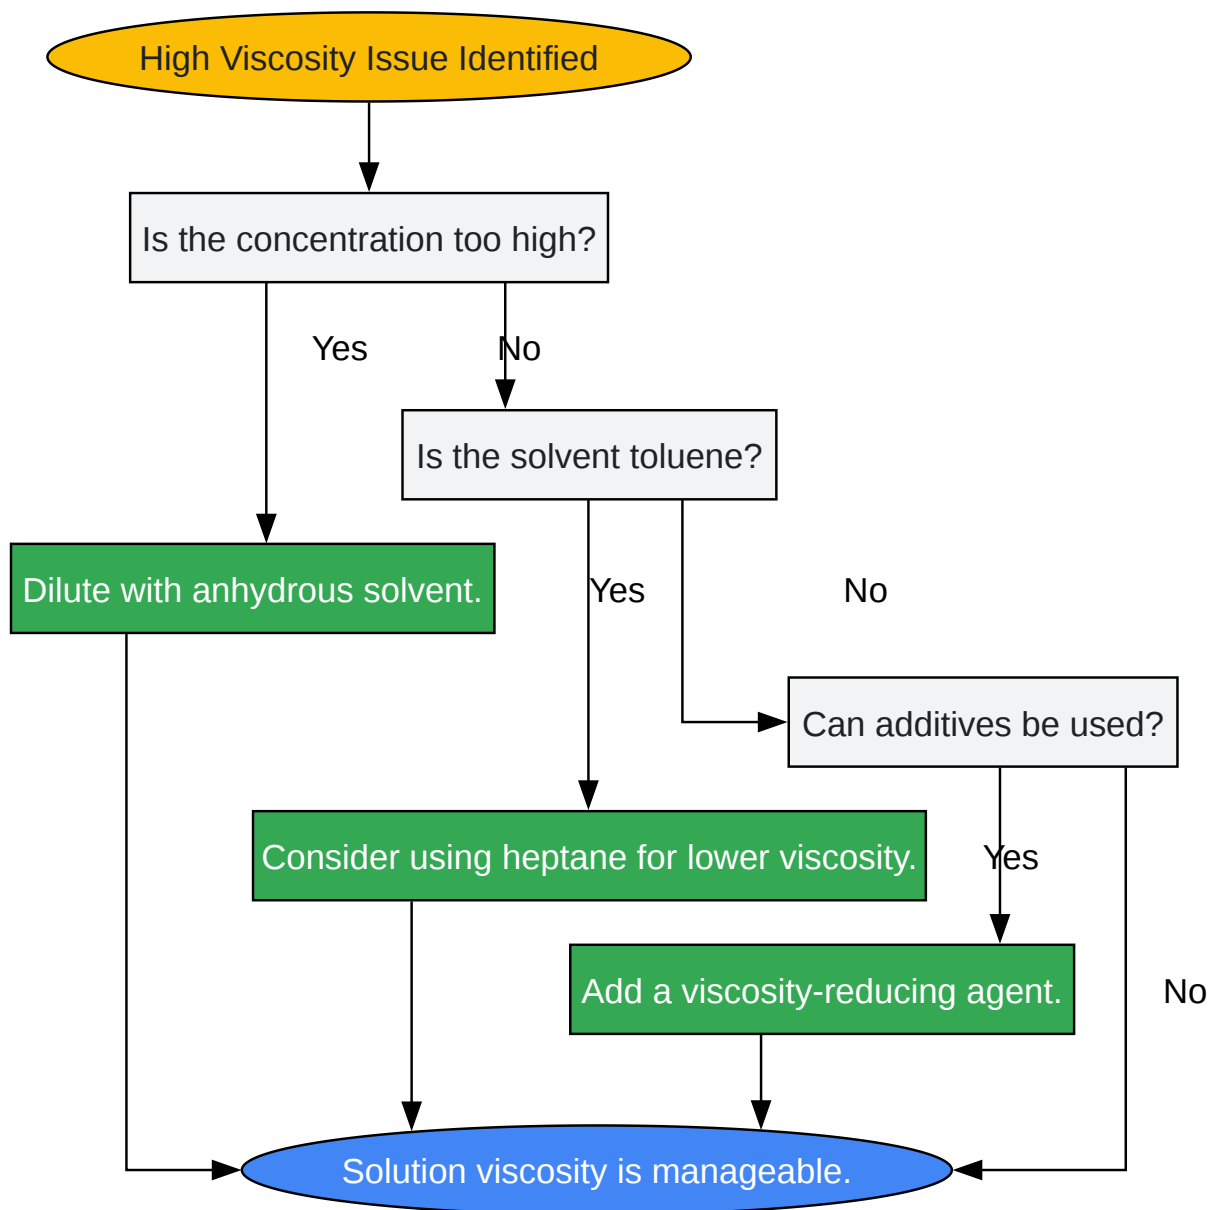 High Viscosity Issue Identified
Is the concentration too high?
Yes
No
Is the solvent toluene?
Dilute with anhydrous solvent.
Yes
No
Can additives be used?
Consider using heptane for lower viscosity.
Yes
Add a viscosity-reducing agent.
No
Solution viscosity is manageable.